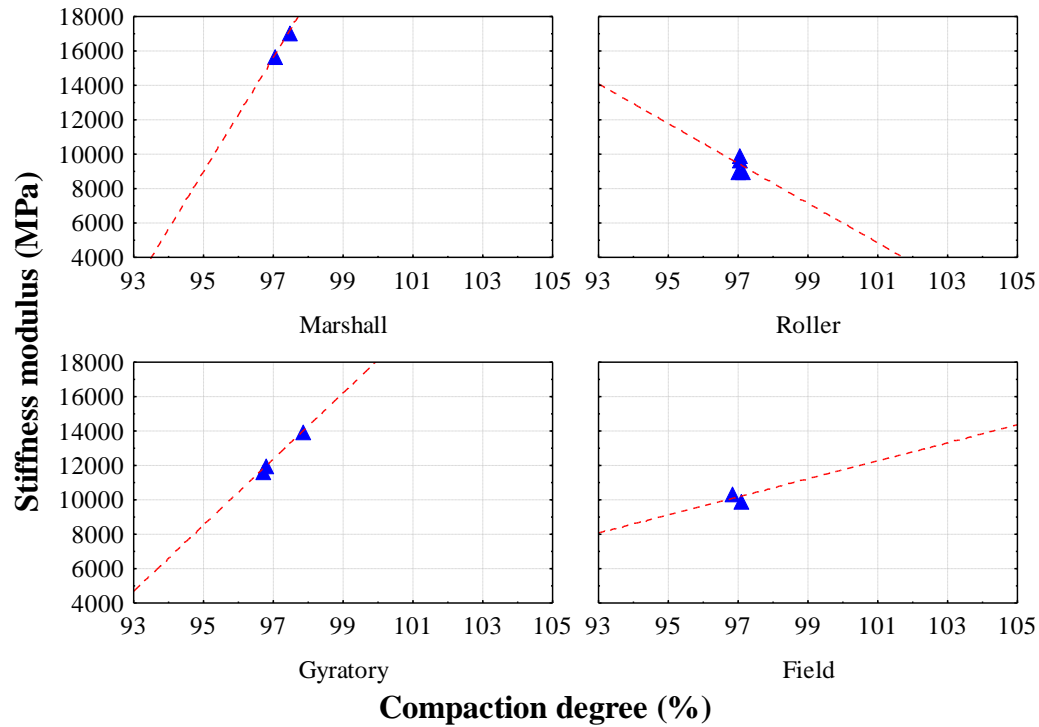 Stiffness modulus (MPa)
18000
16000
14000
12000
10000
8000
6000
4000
93 95 97 99 101 103 105
Marshall
93 95 97 99 101 103 105
Roller
18000
16000
14000
12000
10000
8000
6000
4000
93 95 97 99 101 103 105
Gyratory
93 95 97 99 101 103 105
Field
Compaction degree (%)